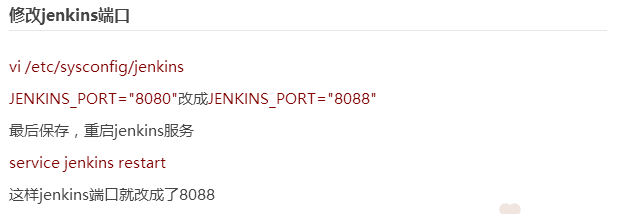 修改jenkins端口
vi /etc/sysconfig/jenkins
JENKINS_PORT="8080"改成JENKINS_PORT="8088"
最后保存，重启jenkins服务
service jenkins restart
这样jenkins端口就改成了8088